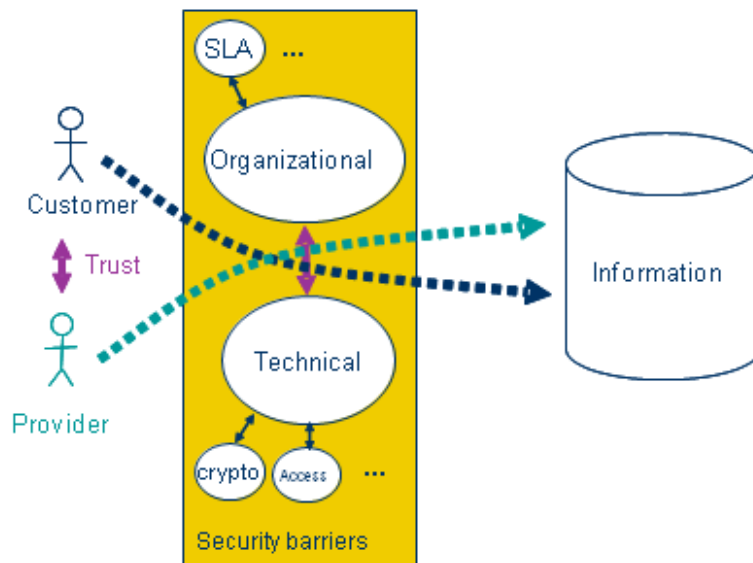 SLA
...
Organizational
Customer
Trust
Information
Technical
Provider
crypto
Access
...
Security barriers